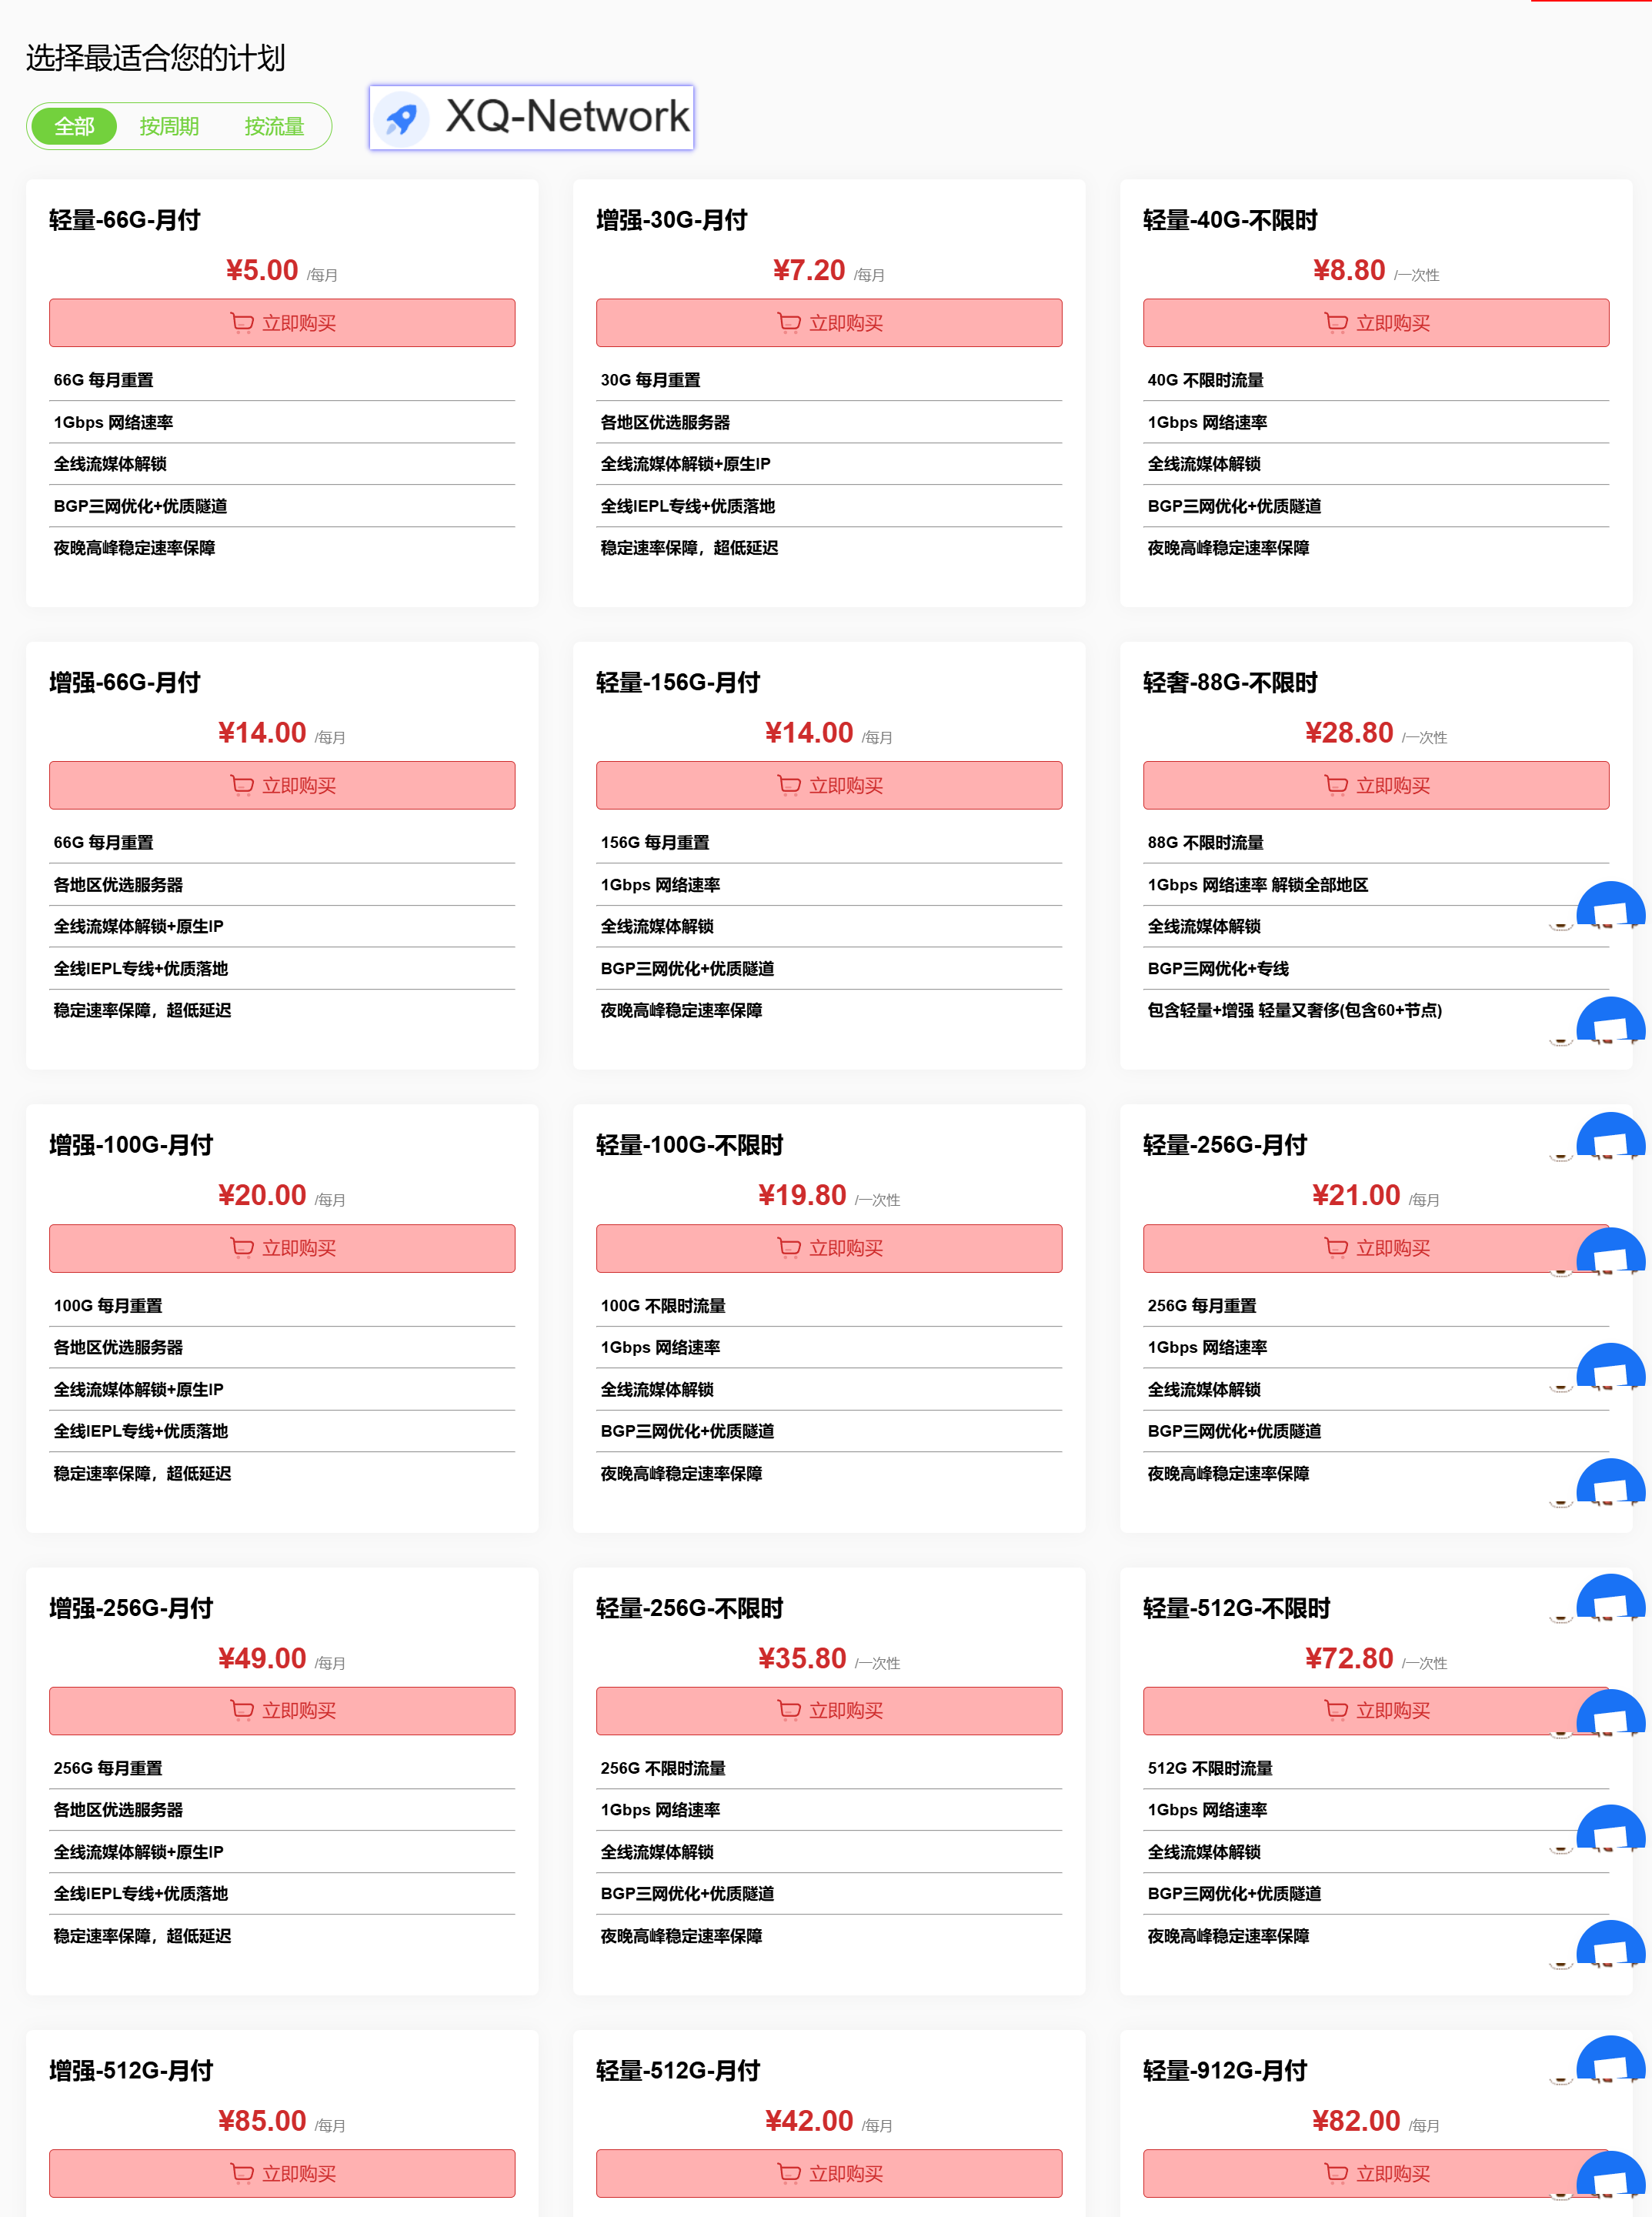 选择最适合您的计划
全部 按周期 按流量
XQ-Network
轻量-66G-月付
¥5.00 /每月
立即购买
66G 每月重置
1Gbps 网络速率
全线流媒体解锁
BGP三网优化+优质隧道
夜晚高峰稳定速率保障
增强-30G-月付
¥7.20 /每月
立即购买
30G 每月重置
各地区优选服务器
全线流媒体解锁+原生IP
全线IEPL专线+优质落地
稳定速率保障，超低延迟
轻量-40G-不限时
¥8.80 /一次性
立即购买
40G 不限时流量
1Gbps 网络速率
全线流媒体解锁
BGP三网优化+优质隧道
夜晚高峰稳定速率保障
增强-66G-月付
¥14.00 /每月
立即购买
66G 每月重置
各地区优选服务器
全线流媒体解锁+原生IP
全线IEPL专线+优质落地
稳定速率保障，超低延迟
轻量-156G-月付
¥14.00 /每月
立即购买
156G 每月重置
1Gbps 网络速率
全线流媒体解锁
BGP三网优化+优质隧道
夜晚高峰稳定速率保障
轻奢-88G-不限时
¥28.80 /一次性
立即购买
88G 不限时流量
1Gbps 网络速率 解锁全部地区
全线流媒体解锁
BGP三网优化+专线
包含轻量+增强 轻量又奢侈(包含60+节点)
增强-100G-月付
¥20.00 /每月
立即购买
100G 每月重置
各地区优选服务器
全线流媒体解锁+原生IP
全线IEPL专线+优质落地
稳定速率保障，超低延迟
轻量-100G-不限时
¥19.80 /一次性
立即购买
100G 不限时流量
1Gbps 网络速率
全线流媒体解锁
BGP三网优化+优质隧道
夜晚高峰稳定速率保障
轻量-256G-月付
¥21.00 /每月
立即购买
256G 每月重置
1Gbps 网络速率
全线流媒体解锁
BGP三网优化+优质隧道
夜晚高峰稳定速率保障
增强-256G-月付
¥49.00 /每月
立即购买
256G 每月重置
各地区优选服务器
全线流媒体解锁+原生IP
全线IEPL专线+优质落地
稳定速率保障，超低延迟
轻量-256G-不限时
¥35.80 /一次性
立即购买
256G 不限时流量
1Gbps 网络速率
全线流媒体解锁
BGP三网优化+优质隧道
夜晚高峰稳定速率保障
轻量-512G-不限时
¥72.80 /一次性
立即购买
512G 不限时流量
1Gbps 网络速率
全线流媒体解锁
BGP三网优化+优质隧道
夜晚高峰稳定速率保障
增强-512G-月付
¥85.00 /每月
立即购买
轻量-512G-月付
¥42.00 /每月
立即购买
轻量-912G-月付
¥82.00 /每月
立即购买